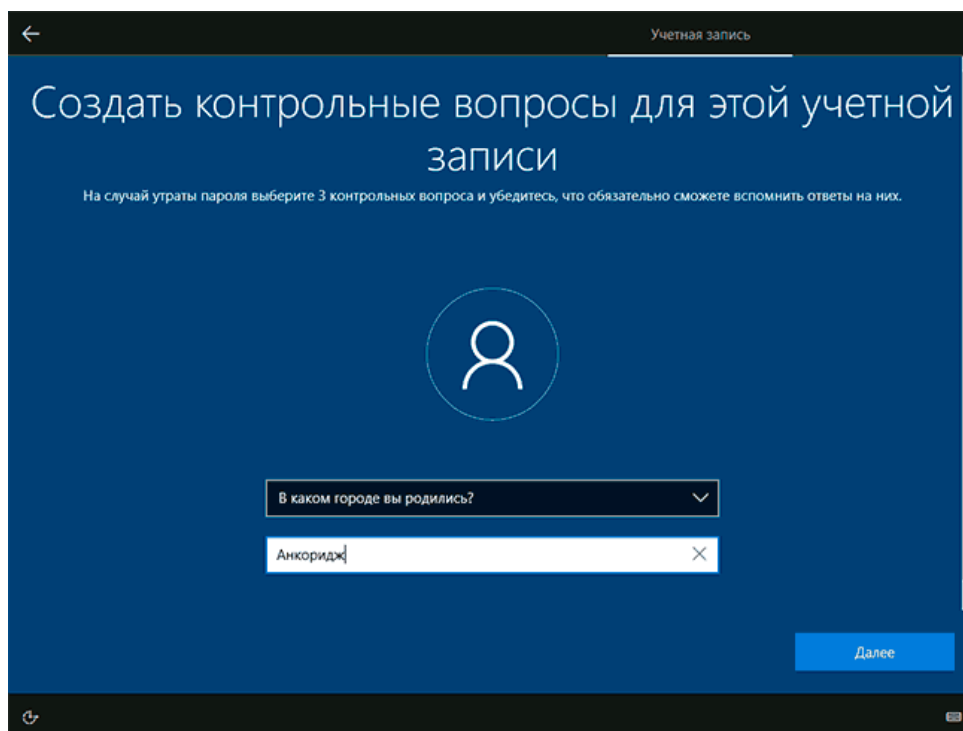 Учетная запись
Создать контрольные вопросы для этой учетной
записи
На случай утраты пароля выберите 3 контрольных вопроса и убедитесь, что обязательно сможете вспомнить ответы на них.
В каком городе вы родились?
Анкоридж
Далее